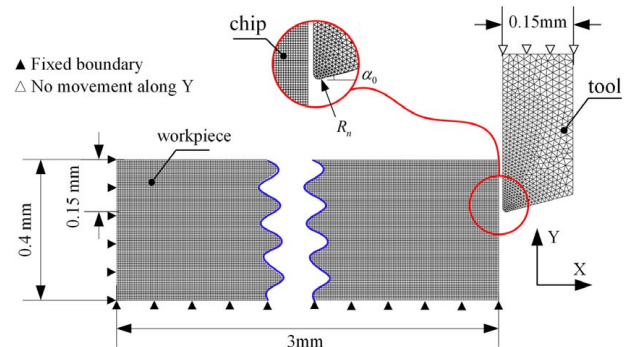 0.15mm
chip
▲ Fixed boundary
△ No movement along Y
α₀
Rₙ
tool
workpiece
0.15 mm
0.4 mm
Y
X
3mm